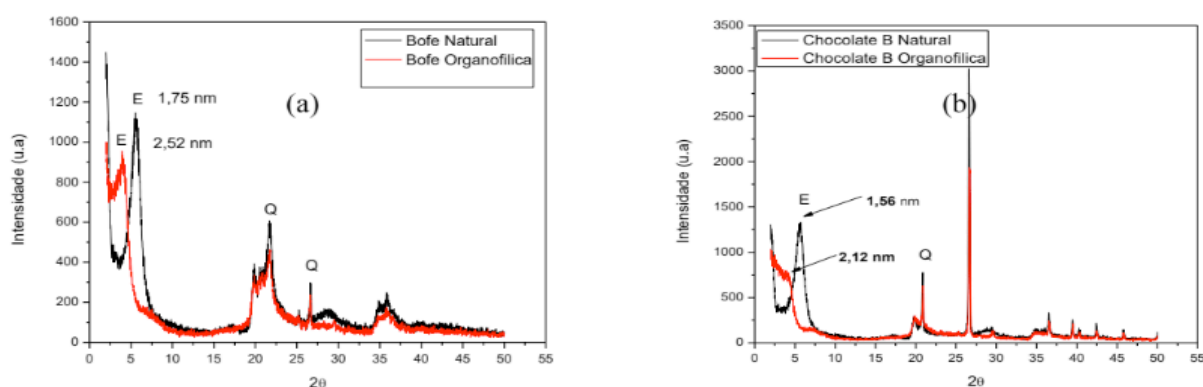 1600
1400
1200
1000
800
600
400
200
0
Intensidade (u.a)
0 5 10 15 20 25 30 35 40 45 50 55
2θ
Bofe Natural
Bofe Organofilica
(a)
E
E 1,75 nm
2,52 nm
Q
Q
3500
3000
2500
2000
1500
1000
500
0
Intensidade (u.a)
0 5 10 15 20 25 30 35 40 45 50 55
2θ
Chocolate B Natural
Chocolate B Organofilica
(b)
E
1,56 nm
2,12 nm
Q